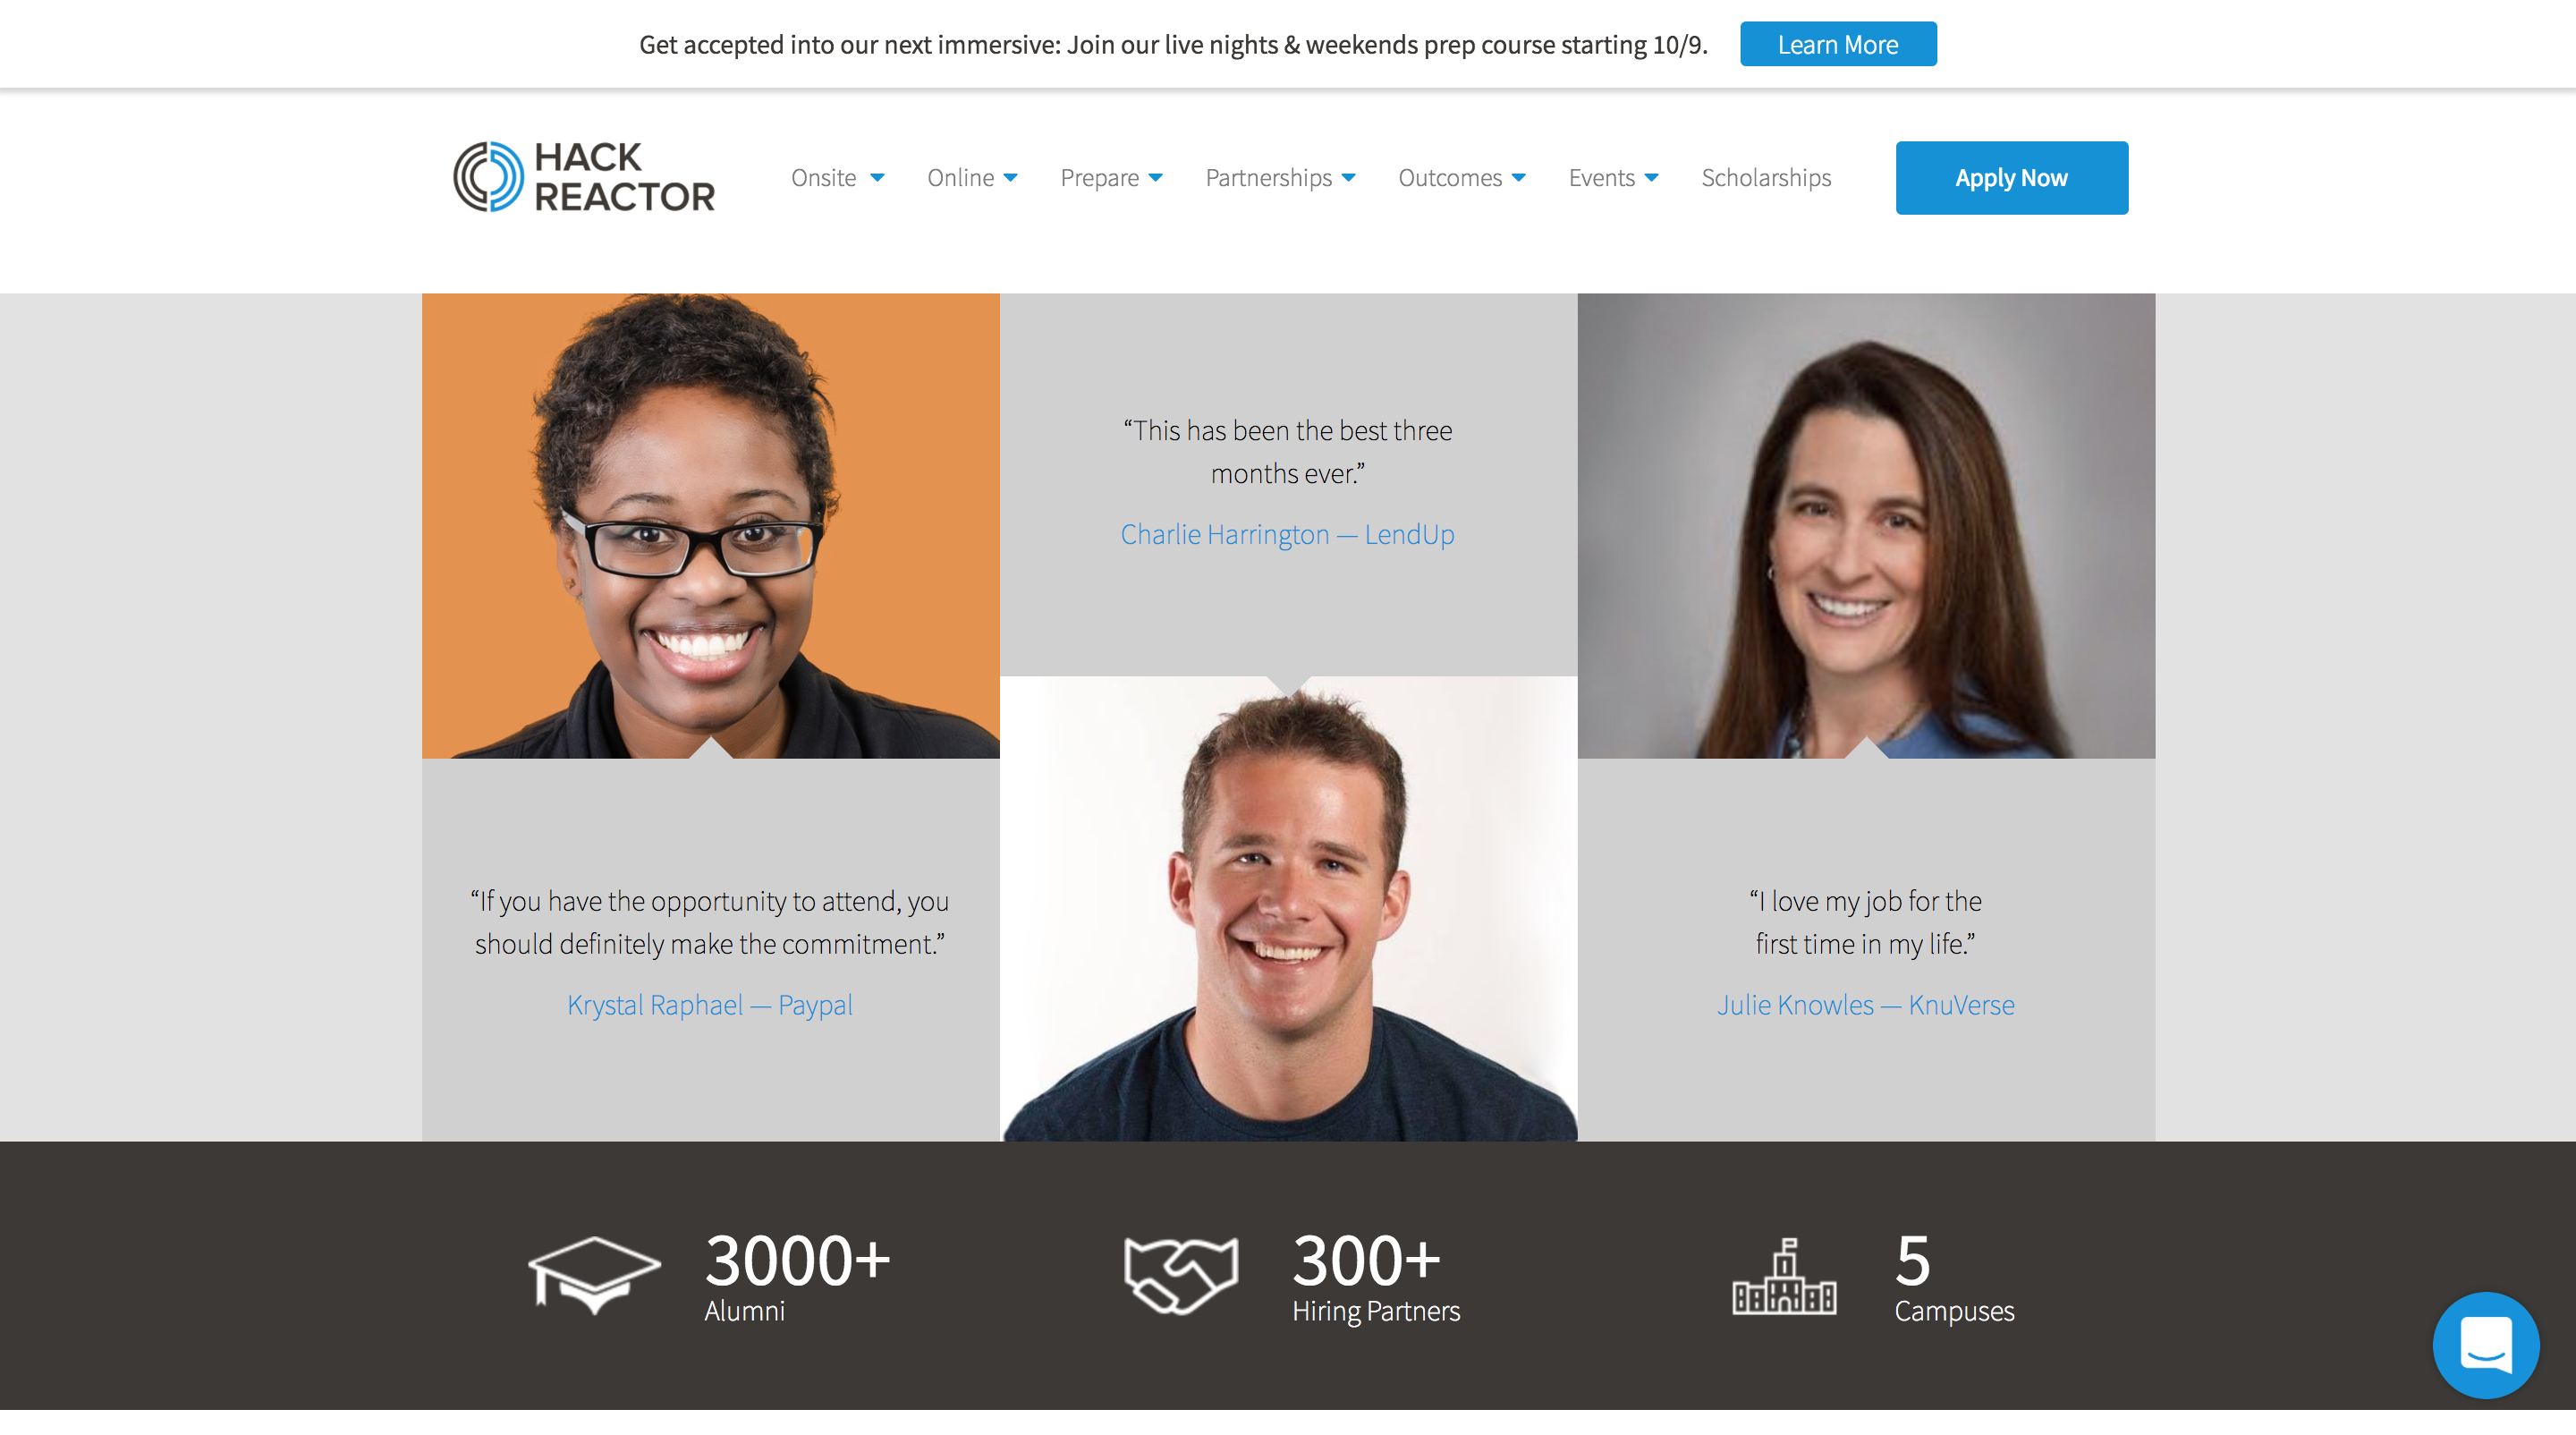 Get accepted into our next immersive: Join our live nights & weekends prep course starting 10/9.
Learn More
HACK
REACTOR
Onsite
Online
Prepare
Partnerships
Outcomes
Events
Scholarships
Apply Now
“This has been the best three
months ever.”
Charlie Harrington — LendUp
“If you have the opportunity to attend, you
should definitely make the commitment.”
Krystal Raphael — Paypal
“I love my job for the
first time in my life.”
Julie Knowles — KnuVerse
3000+
Alumni
300+
Hiring Partners
5
Campuses